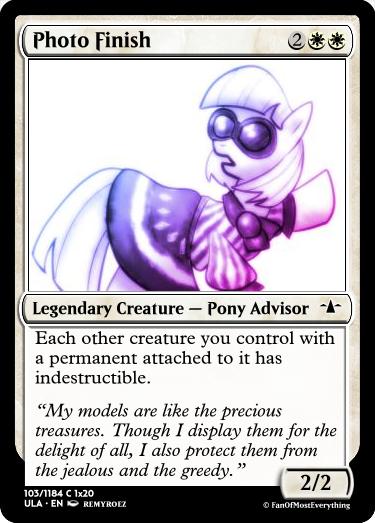 Photo Finish 2
Legendary Creature — Pony Advisor
Each other creature you control with
a permanent attached to it has
indestructible.
“My models are like the precious
treasures. Though I display them for the
delight of all, I also protect them from
the jealous and the greedy.”
2/2
103/1184 C 1x20
ULA • EN REMYROEZ
© FanOfMostEverything